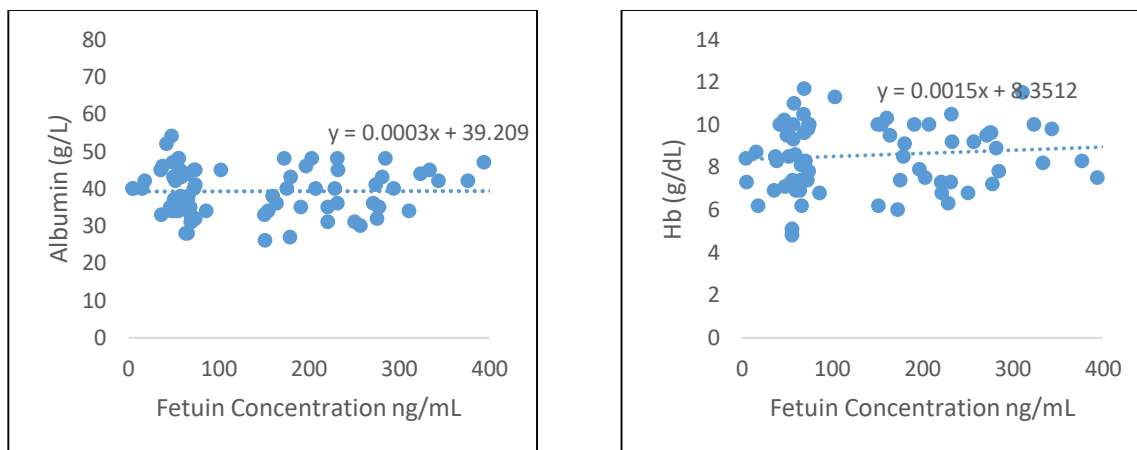 80
70
60
50
40
30
20
10
0
y = 0.0003x + 39.209
Albumin (g/L)
0 100 200 300 400
Fetuin Concentration ng/mL
14
12
10
8
6
4
2
0
y = 0.0015x + 8.3512
Hb (g/dL)
0 100 200 300 400
Fetuin Concentration ng/mL